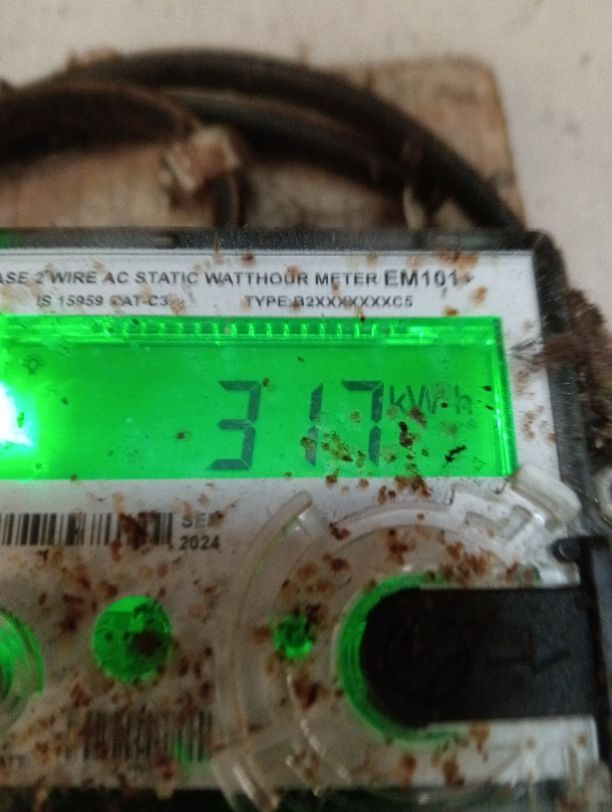 ASE 2 WIRE AC STATIC WATTHOUR METER EM101+
IS 15959 CAT-C3 TYPE:B2XXXXXXXC5
317 kWh
SEP
2024